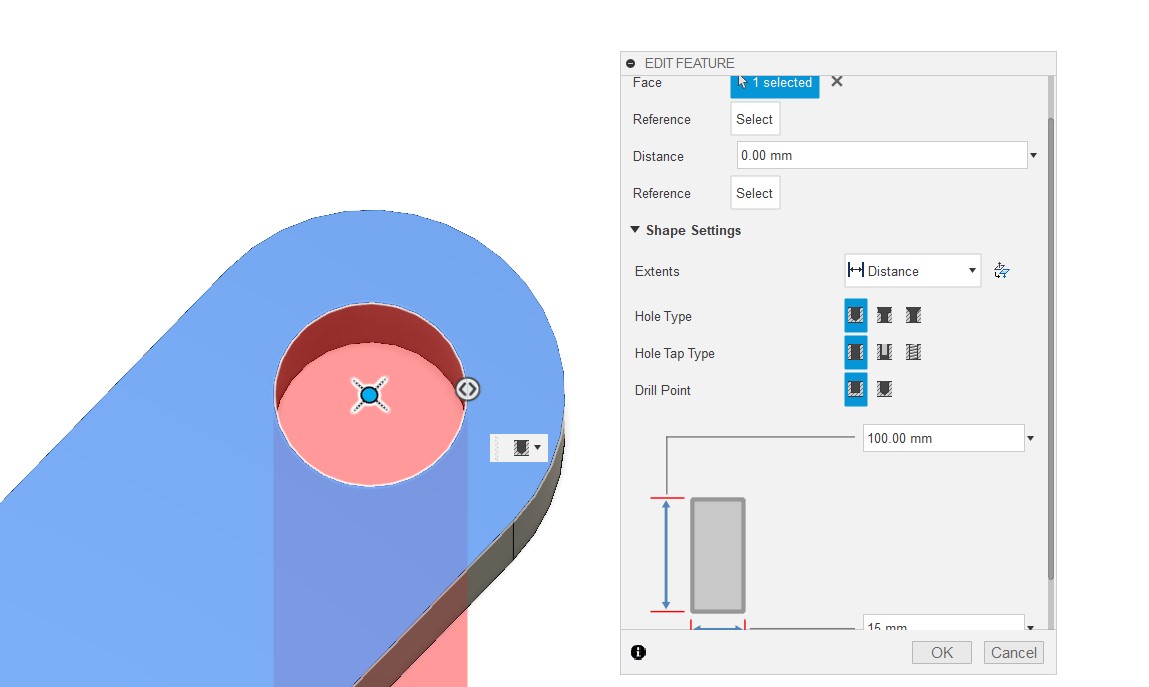 EDIT FEATURE
Face 1 selected
Reference Select
Distance 0.00 mm
Reference Select
Shape Settings
Extents Distance
Hole Type
Hole Tap Type
Drill Point
100.00 mm
15 mm
OK Cancel